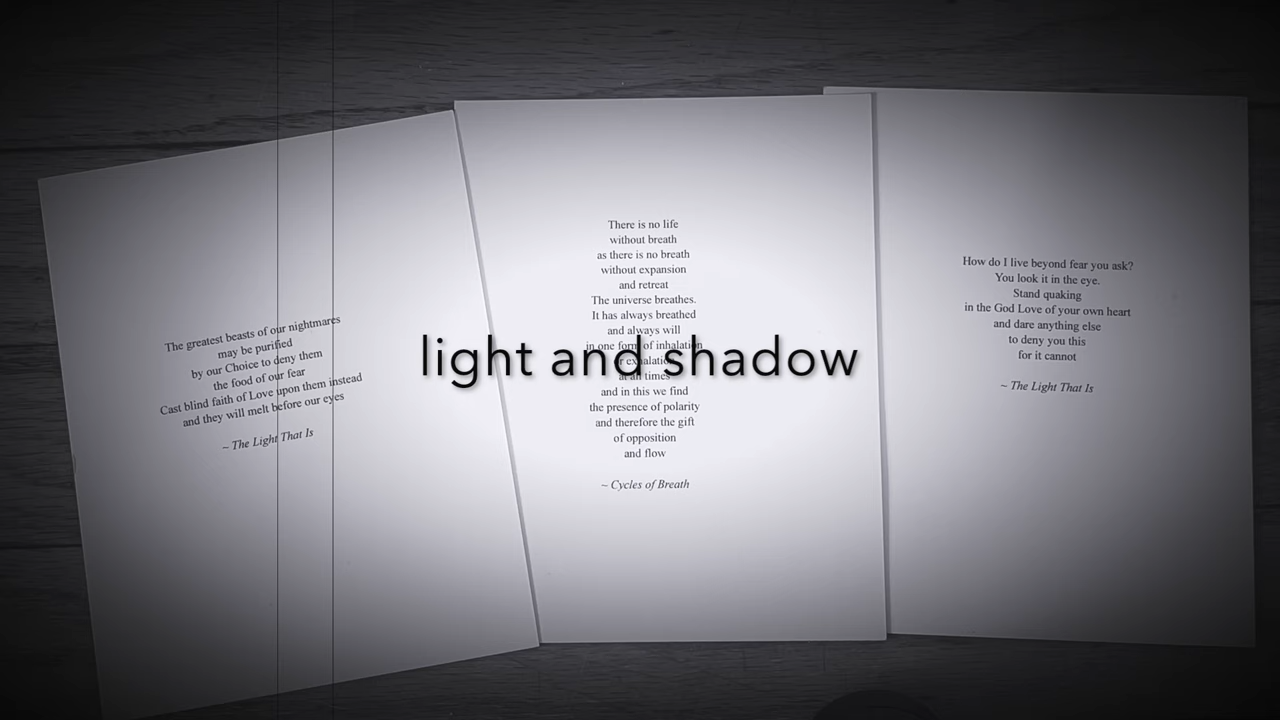 The greatest beasts of our nightmares
may be purified
by our Choice to deny them
the food of our fear
Cast blind faith of Love upon them instead
and they will melt before our eyes
~ The Light That Is
There is no life
without breath
as there is no breath
without expansion
and retreat
The universe breathes.
It has always breathed
and always will
in one form of inhalation
or exhalation
at all times
and in this we find
the presence of polarity
and therefore the gift
of opposition
and flow
~ Cycles of Breath
How do I live beyond fear you ask?
You look it in the eye.
Stand quaking
in the God Love of your own heart
and dare anything else
to deny you this
for it cannot
~ The Light That Is
light and shadow